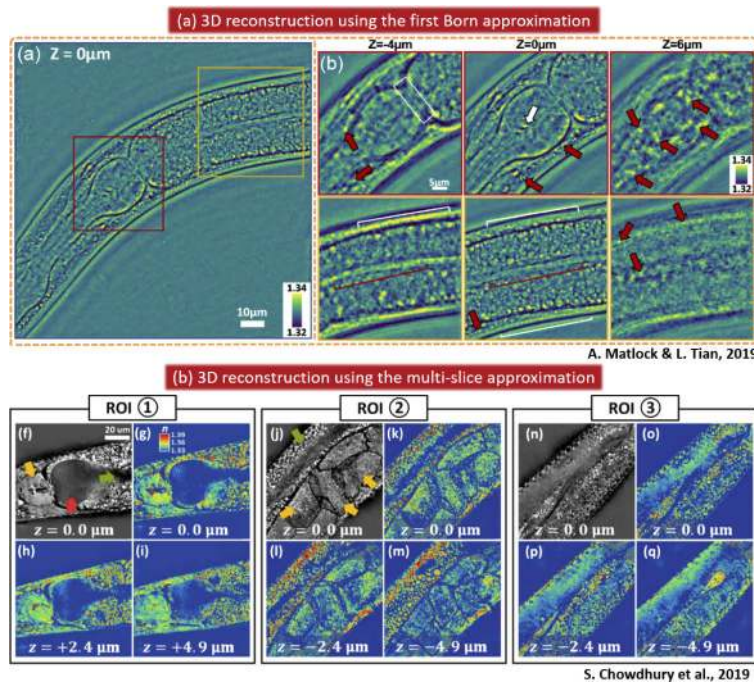 (a) 3D reconstruction using the first Born approximation
Z=-4μm Z=0μm Z=6μm
(a) Z = 0μm
(b)
5μm
1.34
1.32
1.34
1.32
10μm
A. Matlock & L. Tian, 2019
(b) 3D reconstruction using the multi-slice approximation
ROI ① ROI ② ROI ③
(f) 20 um (g) n (j) (k) (n) (o)
z = 0.0 μm z = 0.0 μm z = 0.0 μm z = 0.0 μm z = 0.0 μm z = 0.0 μm
(h) (i) (l) (m) (p) (q)
z = +2.4 μm z = +4.9 μm z = −2.4 μm z = −4.9 μm z = −2.4 μm z = −4.9 μm
S. Chowdhury et al., 2019